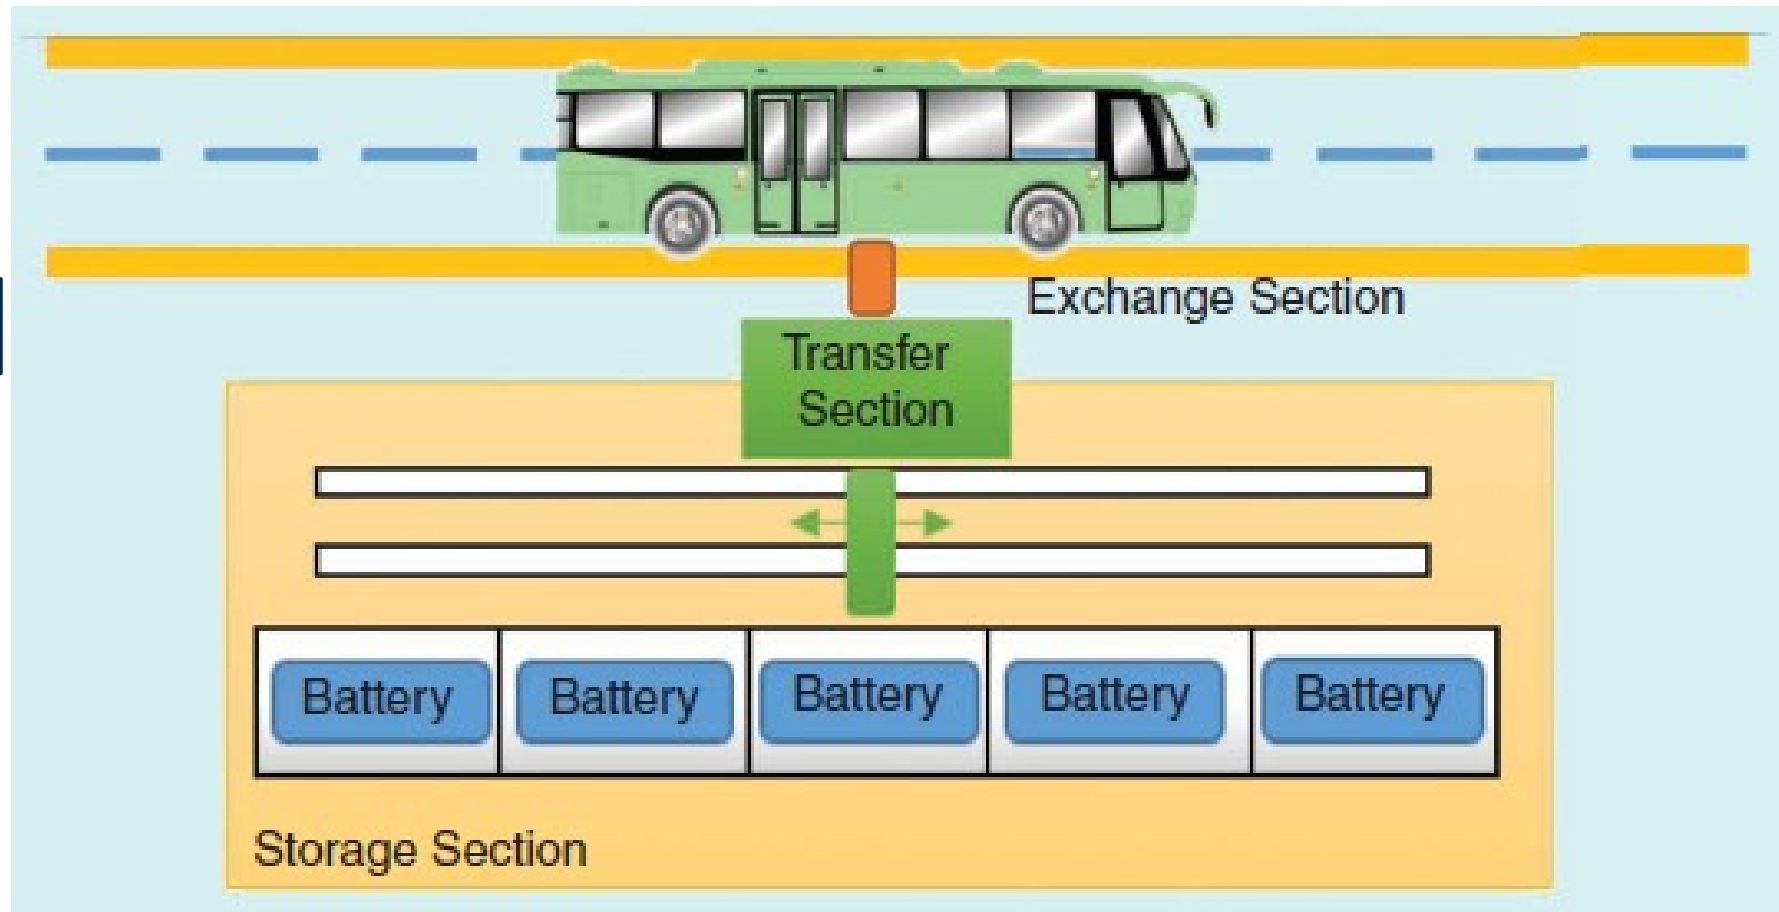 Exchange Section
Transfer
Section
Battery
Battery
Battery
Battery
Battery
Storage Section